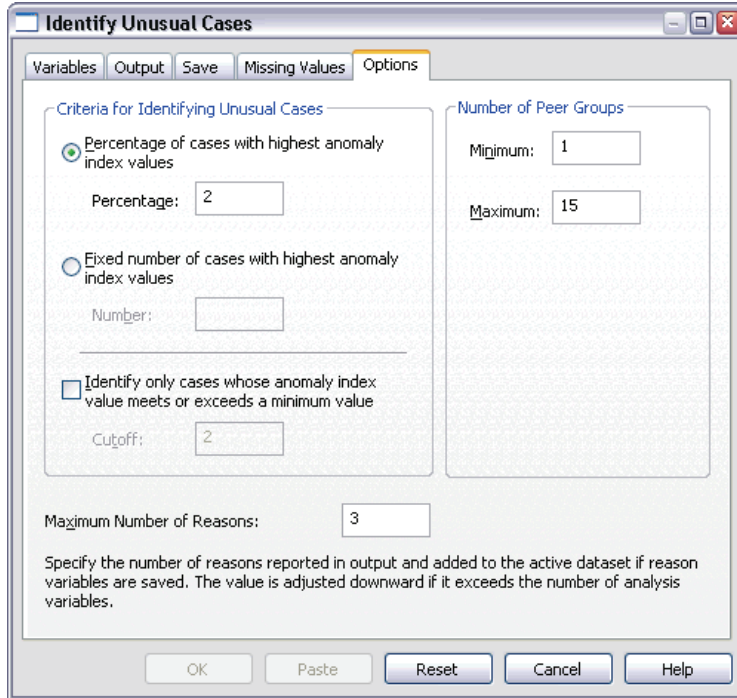 Identify Unusual Cases
Variables
Output
Save
Missing Values
Options
Criteria for Identifying Unusual Cases
Percentage of cases with highest anomaly
index values
Percentage: 2
Fixed number of cases with highest anomaly
index values
Number:
Identify only cases whose anomaly index
value meets or exceeds a minimum value
Cutoff: 2
Number of Peer Groups
Minimum: 1
Maximum: 15
Maximum Number of Reasons: 3
Specify the number of reasons reported in output and added to the active dataset if reason
variables are saved. The value is adjusted downward if it exceeds the number of analysis
variables.
OK
Paste
Reset
Cancel
Help